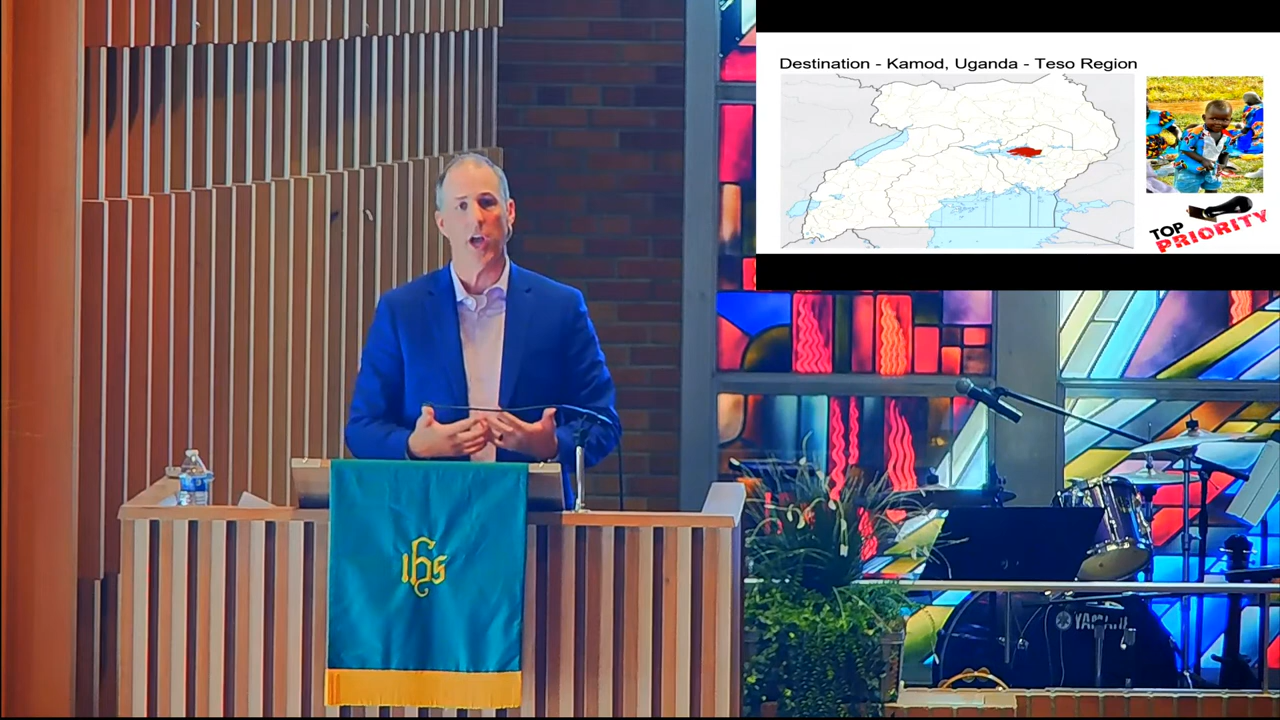 Destination - Kamod, Uganda - Teso Region
TOP
PRIORITY
IHS
YAMAHA